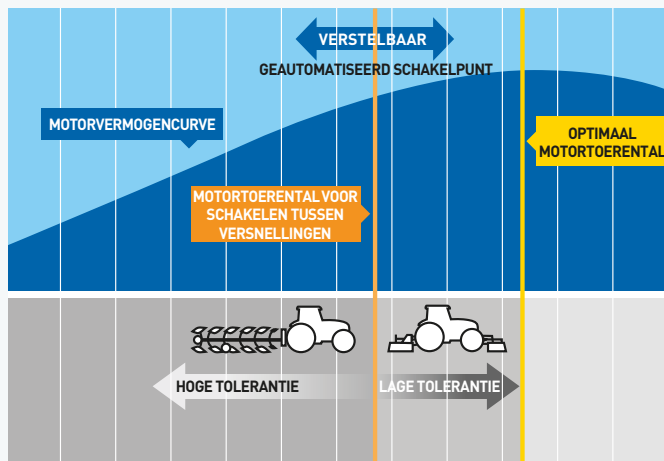 VERSTELBAAR
GEAUTOMATISEERD SCHAKELPUNT
MOTORVERMOGENCURVE
OPTIMAAL
MOTORTOERENTAL
MOTORTOERENTAL VOOR
SCHAKELEN TUSSEN
VERSNELLINGEN
HOGE TOLERANTIE
LAGE TOLERANTIE